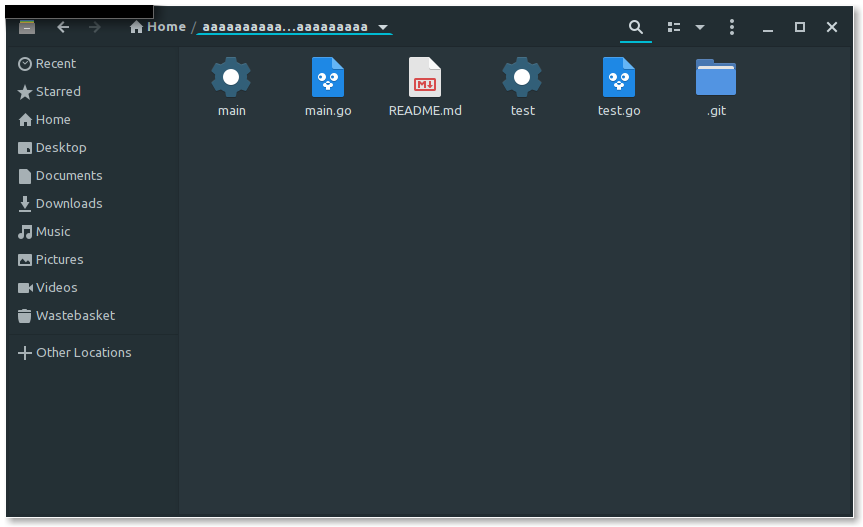 Home / aaaaaaaaaa...aaaaaaaaa
Recent
Starred
Home
Desktop
Documents
Downloads
Music
Pictures
Videos
Wastebasket
Other Locations
main
main.go
README.md
test
test.go
.git